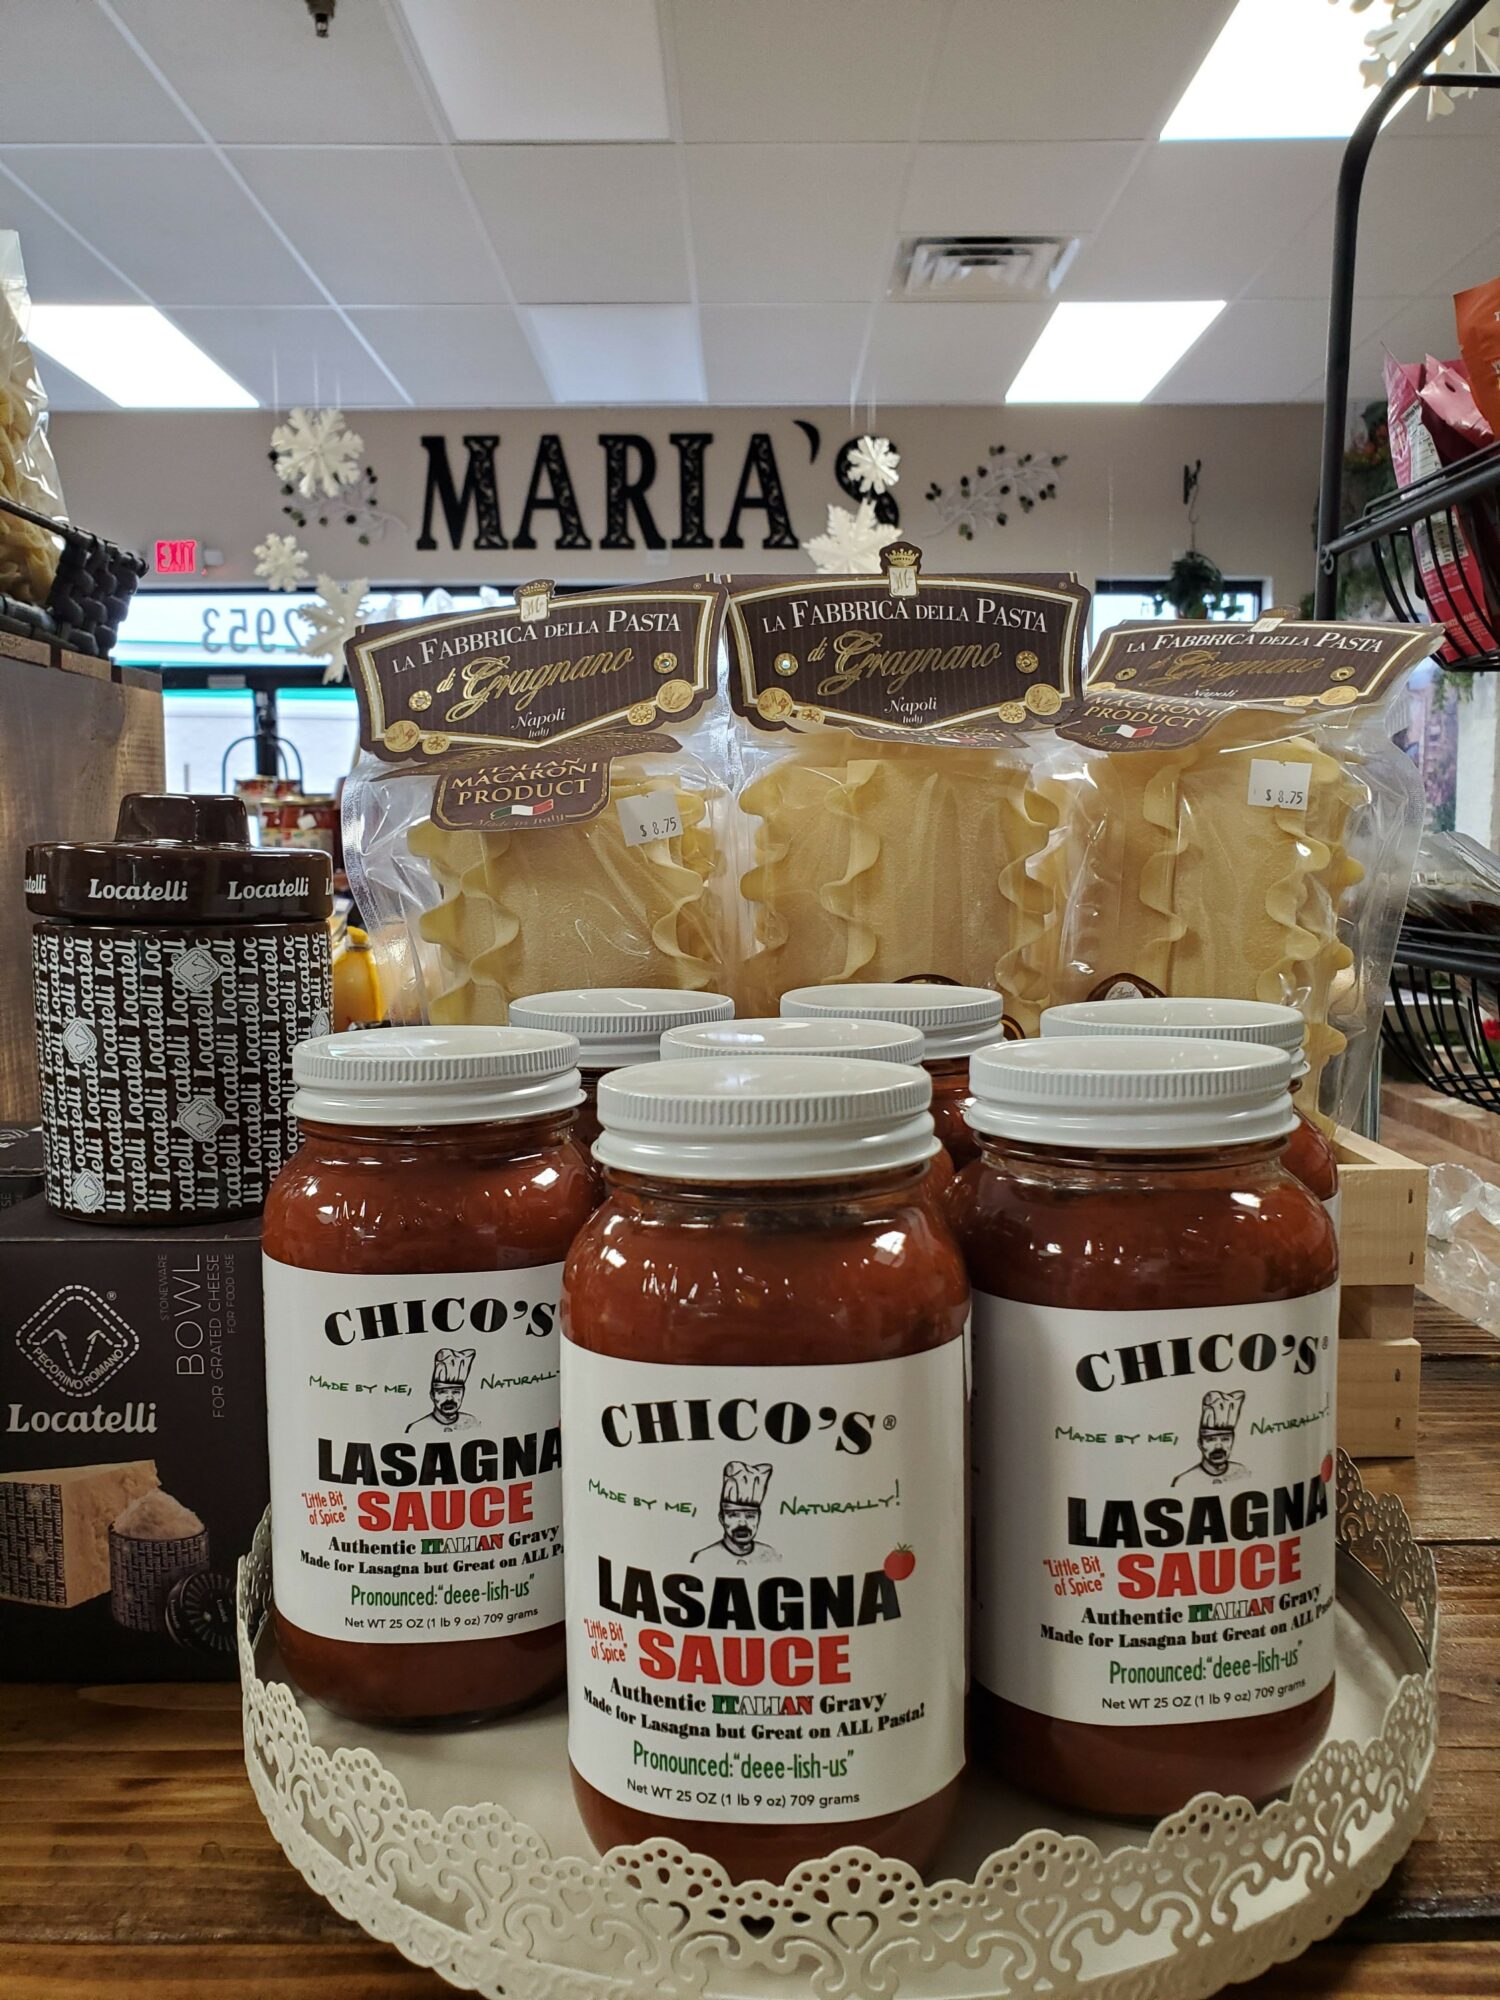 MARIA'S
EXIT
2953
LA FABBRICA DELLA PASTA
di Gragnano
Napoli
Italy
ITALIAN
MACARONI
PRODUCT
Made in Italy
$ 8.75
LA FABBRICA DELLA PASTA
di Gragnano
Napoli
Italy
LA FABBRICA DELLA PASTA
di Gragnano
Napoli
MACARONI
PRODUCT
Made in Italy
$ 8.75
Locatelli Locatelli
PECORINO ROMANO
Locatelli
STONEWARE
BOWL
FOR GRATED CHEESE
FOR FOOD USE
CHICO'S
MADE BY ME, NATURALLY
LASAGNA
"Little Bit
of Spice"
SAUCE
Authentic ITALIAN Gravy
Made for Lasagna but Great on ALL
Pronounced:"deee-lish-us"
Net WT 25 OZ (1 lb 9 oz) 709 grams
CHICO'S®
MADE BY ME, NATURALLY!
LASAGNA
"Little Bit
of Spice"
SAUCE
Authentic ITALIAN Gravy
Made for Lasagna but Great on ALL Pasta!
Pronounced:"deee-lish-us"
Net WT 25 OZ (1 lb 9 oz) 709 grams
CHICO'S®
MADE BY ME, NATURALLY!
LASAGNA
"Little Bit
of Spice"
SAUCE
Authentic ITALIAN Gravy
Made for Lasagna but Great on ALL
Pronounced:"deee-lish-us"
Net WT 25 OZ (1 lb 9 oz) 709 grams